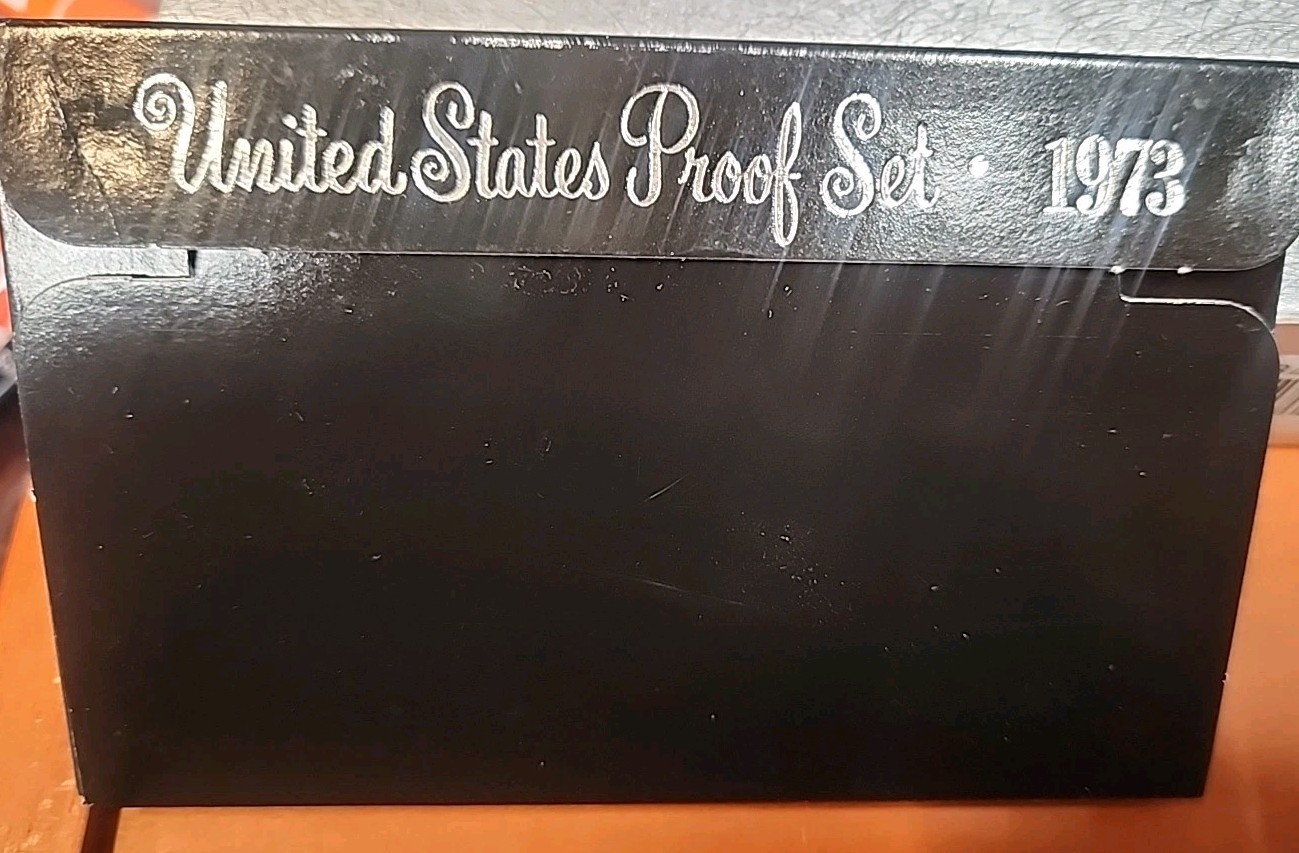 United States Proof Set · 1973